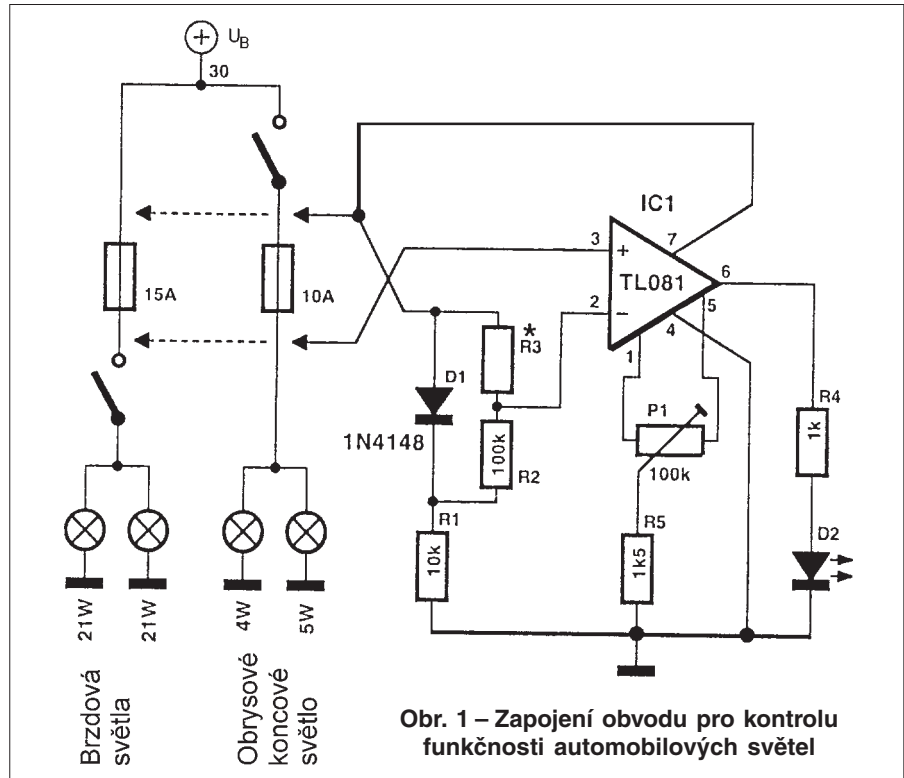 U_B
30
IC1
3
7
+
TL081
6
2
−
5
4
1
15A
10A
*
R3
D1
1N4148
100k
R2
P1
100k
R4
1k
R1
10k
R5
1k5
D2
21W
21W
4W
5W
Brzdová
světla
Obrysové
koncové
světlo
Obr. 1 – Zapojení obvodu pro kontrolu
funkčnosti automobilových světel